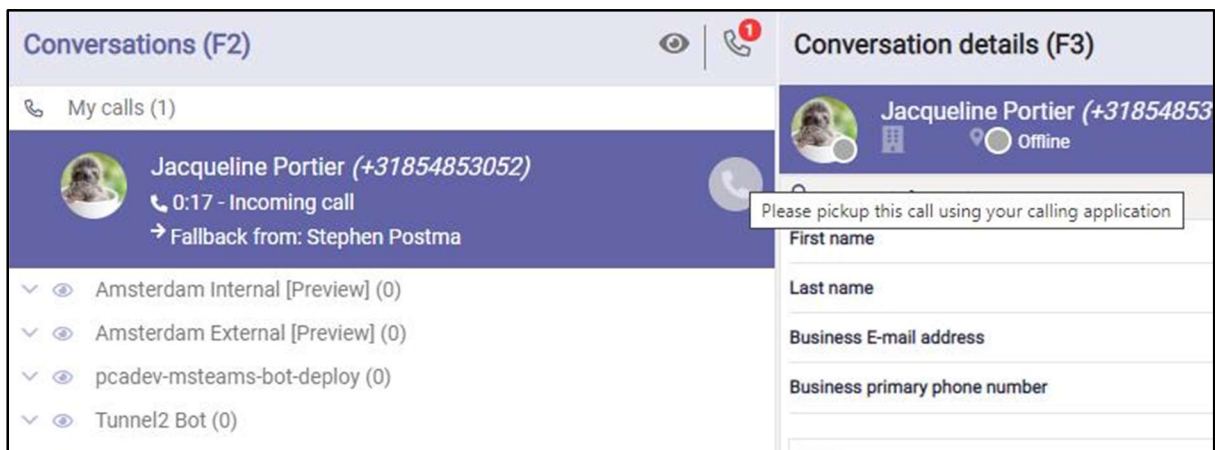 Conversations (F2)
1
My calls (1)
Jacqueline Portier (+31854853052)
0:17 - Incoming call
Fallback from: Stephen Postma
Amsterdam Internal [Preview] (0)
Amsterdam External [Preview] (0)
pcadev-msteams-bot-deploy (0)
Tunnel2 Bot (0)
Conversation details (F3)
Jacqueline Portier (+31854853
Offline
Please pickup this call using your calling application
First name
Last name
Business E-mail address
Business primary phone number